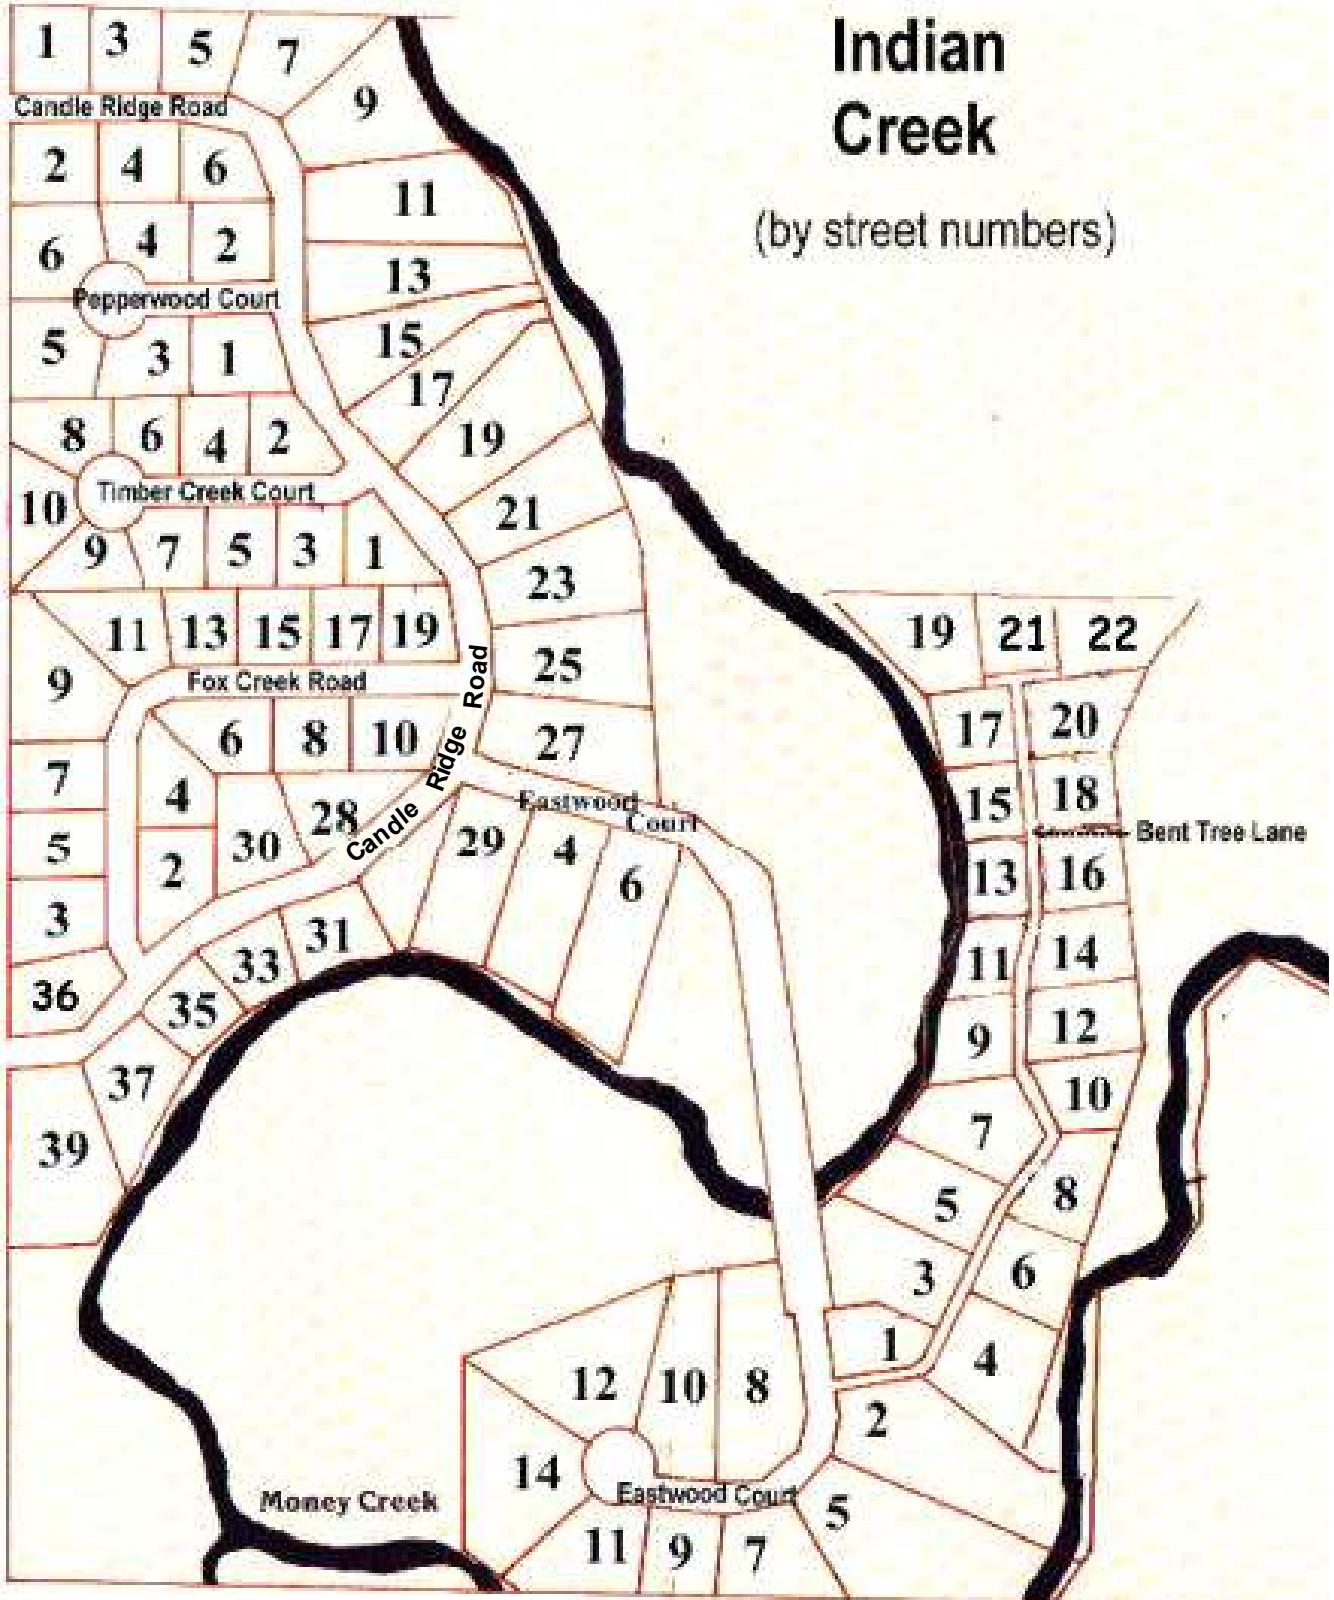 Indian
Creek
(by street numbers)
1 3 5 7 9
Candle Ridge Road
2 4 6 11
6 4 2 13
Pepperwood Court
5 3 1 15
17
8 6 4 2 19
10 Timber Creek Court 21
9 7 5 3 1 23
11 13 15 17 19
9 Fox Creek Road 25
Candle Ridge Road
6 8 10 27
7 4 30 28
Eastwood
Court
5 2 29 4 6
3 33 31
36 35
37
39
19 21 22
17 20
15 18
Bent Tree Lane
13 16
11 14
9 12
10
7
5 8
3 6
1 4
2
12 10 8
14
Eastwood Court
5
11 9 7
Money Creek